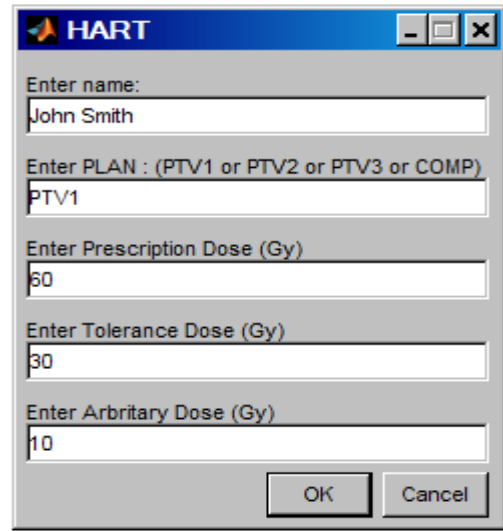 HART
Enter name:
John Smith
Enter PLAN : (PTV1 or PTV2 or PTV3 or COMP)
PTV1
Enter Prescription Dose (Gy)
60
Enter Tolerance Dose (Gy)
30
Enter Arbritary Dose (Gy)
10
OK Cancel